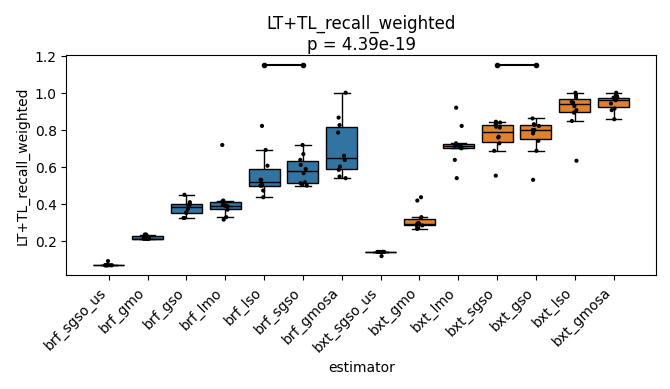 LT+TL_recall_weighted
p = 4.39e-19
LT+TL_recall_weighted
1.2
1.0
0.8
0.6
0.4
0.2
brf_sgso_us
brf_gmo
brf_gso
brf_lmo
brf_lso
brf_sgso
brf_gmosa
bxt_sgso_us
bxt_gmo
bxt_lmo
bxt_sgso
bxt_gso
bxt_lso
bxt_gmosa
estimator